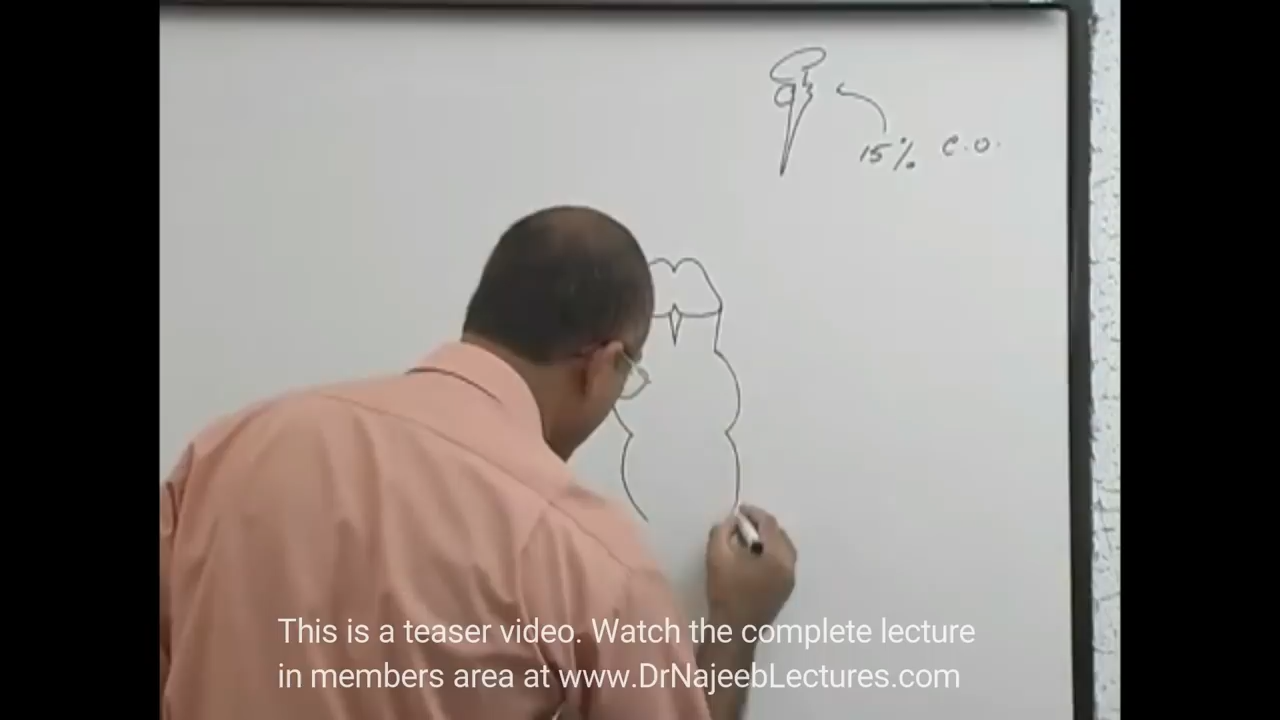 15% C.O.
This is a teaser video. Watch the complete lecture
in members area at www.DrNajeebLectures.com